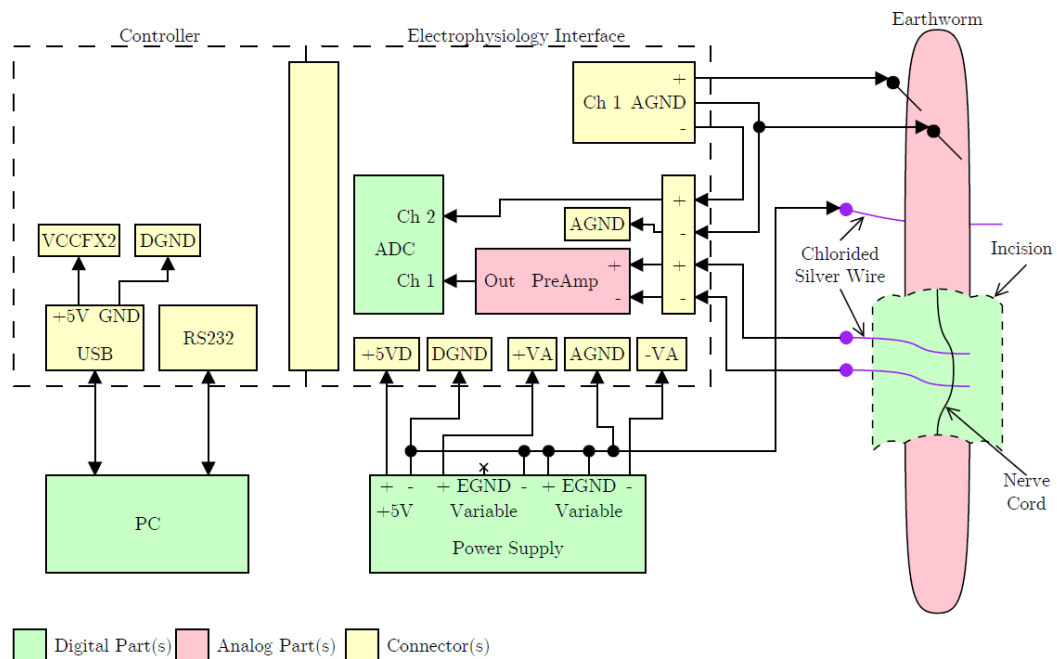 Controller
Electrophysiology Interface
Earthworm
+
Ch 1 AGND
-
Ch 2
ADC
Ch 1
+
-
+
-
AGND
+
Out PreAmp
-
VCCFX2
DGND
+5V GND
USB
RS232
+5VD
DGND
+VA
AGND
-VA
Chlorided
Silver Wire
Incision
Nerve
Cord
PC
+ - + EGND - + EGND -
+5V Variable Variable
Power Supply
Digital Part(s)
Analog Part(s)
Connector(s)